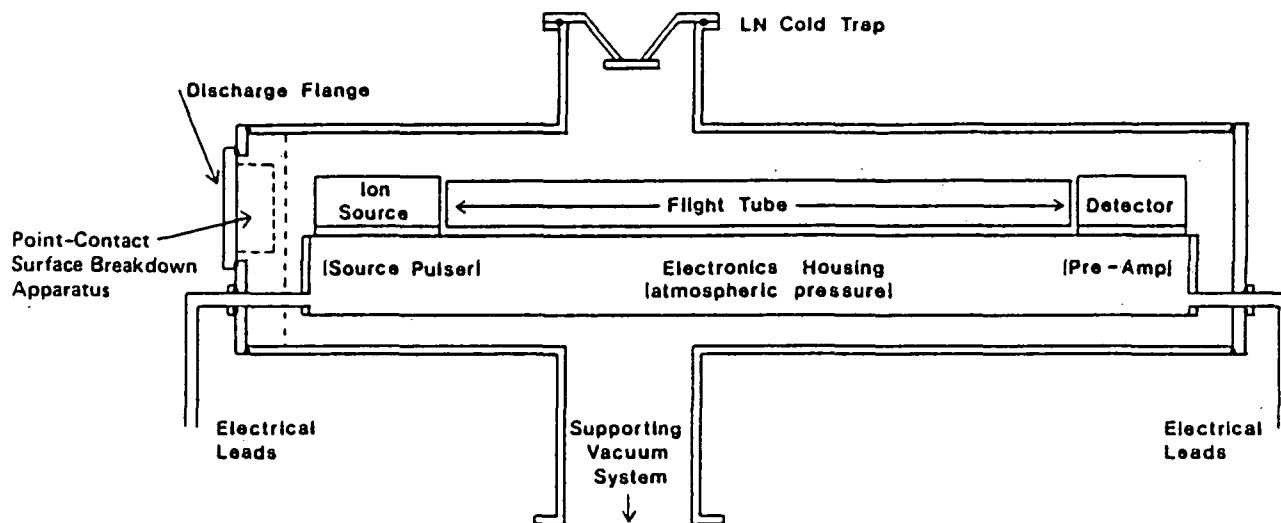 LN Cold Trap
Discharge Flange
Ion
Source
Flight Tube
Detector
Point-Contact
Surface Breakdown
Apparatus
|Source Pulser|
Electronics Housing
|atmospheric pressure|
|Pre-Amp|
Electrical
Leads
Supporting
Vacuum
System
Electrical
Leads